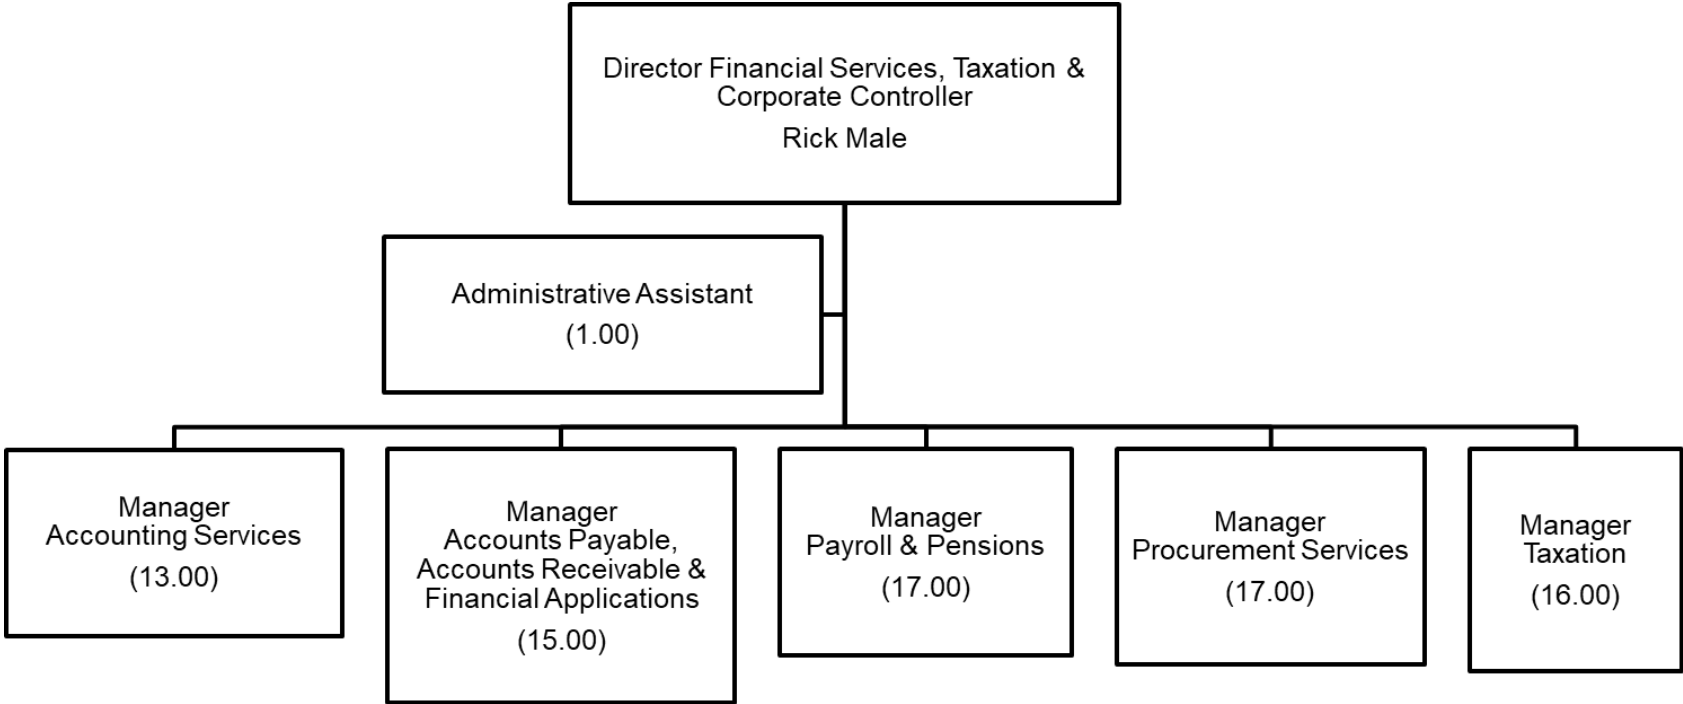 Director Financial Services, Taxation &
Corporate Controller
Rick Male
Administrative Assistant
(1.00)
Manager
Accounting Services
(13.00)
Manager
Accounts Payable,
Accounts Receivable &
Financial Applications
(15.00)
Manager
Payroll & Pensions
(17.00)
Manager
Procurement Services
(17.00)
Manager
Taxation
(16.00)